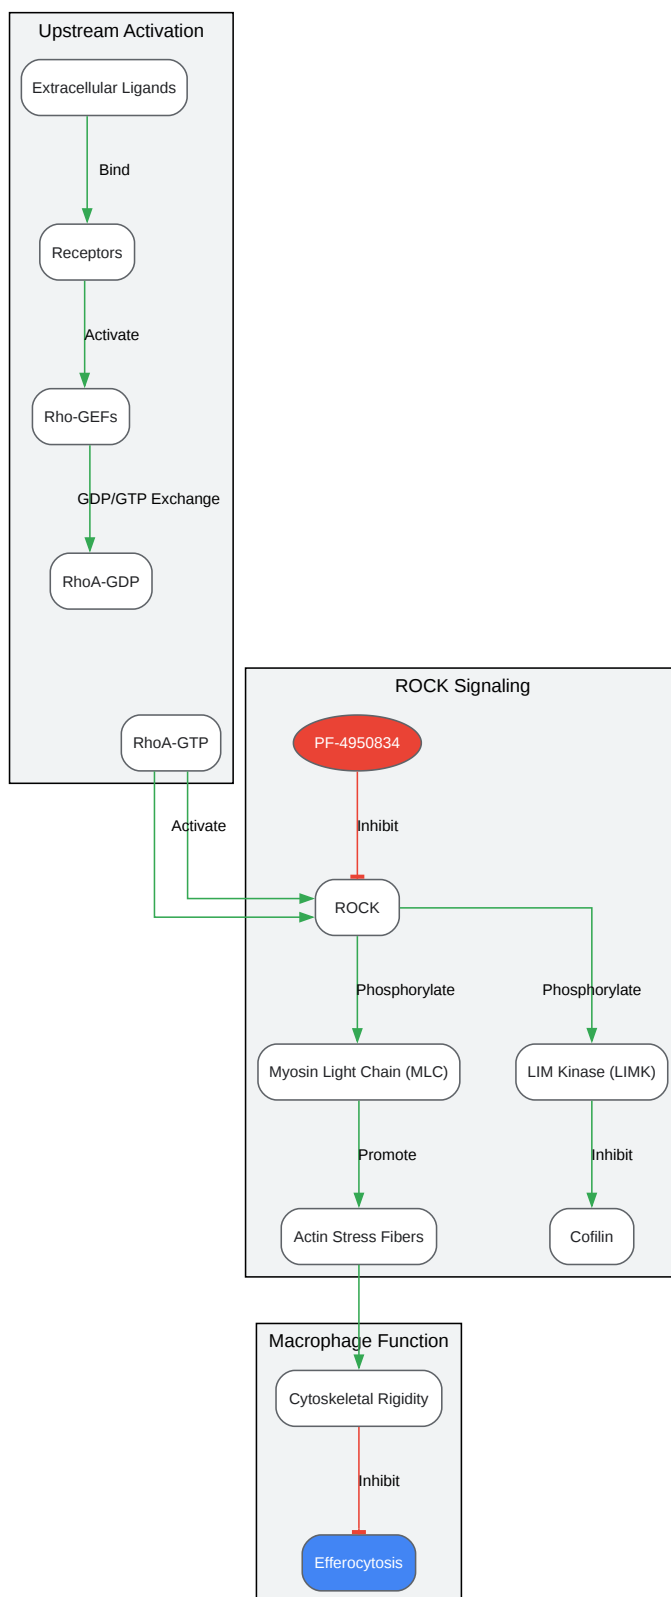 Upstream Activation
Extracellular Ligands
Bind
Receptors
Activate
Rho-GEFs
GDP/GTP Exchange
RhoA-GDP
RhoA-GTP
Activate
ROCK Signaling
PF-4950834
Inhibit
ROCK
Phosphorylate
Phosphorylate
Myosin Light Chain (MLC)
LIM Kinase (LIMK)
Promote
Inhibit
Actin Stress Fibers
Cofilin
Macrophage Function
Cytoskeletal Rigidity
Inhibit
Efferocytosis